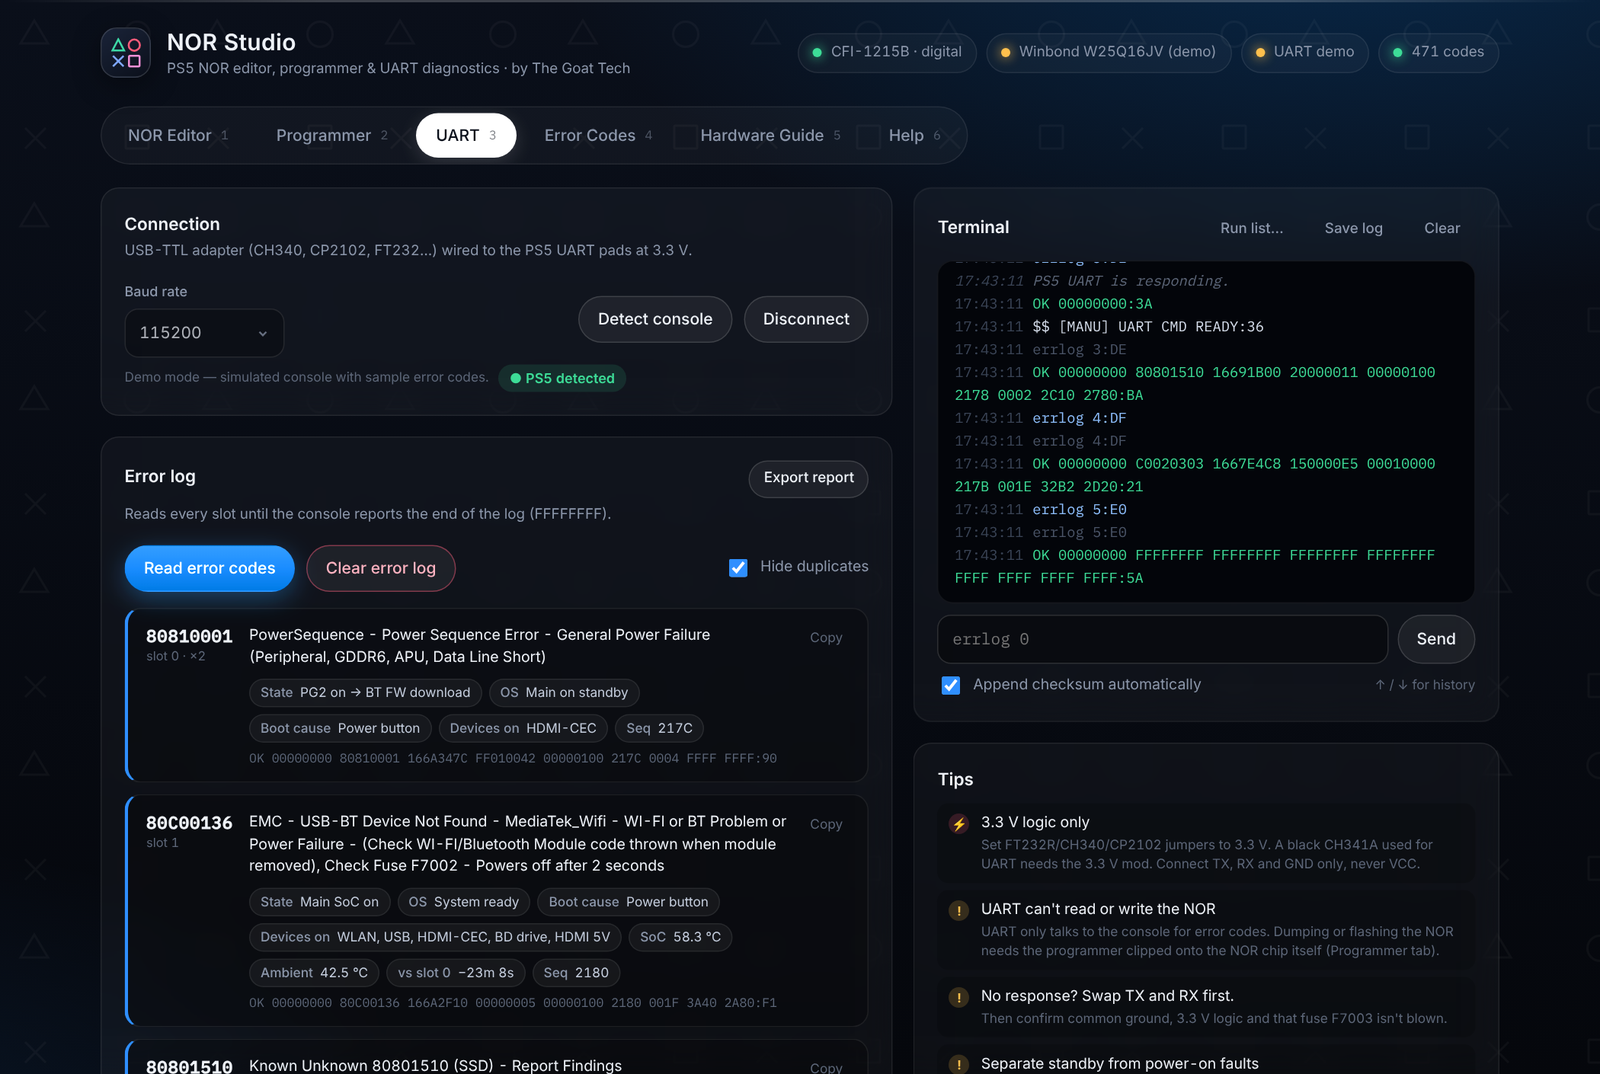 NOR Studio
PS5 NOR editor, programmer & UART diagnostics · by The Goat Tech
CFI-1215B · digital
Winbond W25Q16JV (demo)
UART demo
471 codes
NOR Editor 1
Programmer 2
UART 3
Error Codes 4
Hardware Guide 5
Help 6
Connection
USB-TTL adapter (CH340, CP2102, FT232…) wired to the PS5 UART pads at 3.3 V.
Baud rate
115200
Detect console
Disconnect
Demo mode — simulated console with sample error codes.
PS5 detected
Error log
Export report
Reads every slot until the console reports the end of the log (FFFFFFFF).
Read error codes
Clear error log
Hide duplicates
80810001
slot 0 · ×2
PowerSequence - Power Sequence Error - General Power Failure
(Peripheral, GDDR6, APU, Data Line Short)
Copy
State PG2 on → BT FW download
OS Main on standby
Boot cause Power button
Devices on HDMI-CEC
Seq 217C
OK 00000000 80810001 166A347C FF010042 00000100 217C 0004 FFFF FFFF:90
80C00136
slot 1
EMC - USB-BT Device Not Found - MediaTek_Wifi - WI-FI or BT Problem or
Power Failure - (Check WI-FI/Bluetooth Module code thrown when module
removed), Check Fuse F7002 - Powers off after 2 seconds
Copy
State Main SoC on
OS System ready
Boot cause Power button
Devices on WLAN, USB, HDMI-CEC, BD drive, HDMI 5V
SoC 58.3 °C
Ambient 42.5 °C
vs slot 0 −23m 8s
Seq 2180
OK 00000000 80C00136 166A2F10 00000005 00000100 2180 001F 3A40 2A80:F1
80801510
Known Unknown 80801510 (SSD) - Report Findings
Copy
Terminal
Run list…
Save log
Clear
17:43:11 PS5 UART is responding.
17:43:11 OK 00000000:3A
17:43:11 $$ [MANU] UART CMD READY:36
17:43:11 errlog 3:DE
17:43:11 OK 00000000 80801510 16691B00 20000011 00000100
2178 0002 2C10 2780:BA
17:43:11 errlog 4:DF
17:43:11 errlog 4:DF
17:43:11 OK 00000000 C0020303 1667E4C8 150000E5 00010000
217B 001E 32B2 2D20:21
17:43:11 errlog 5:E0
17:43:11 errlog 5:E0
17:43:11 OK 00000000 FFFFFFFF FFFFFFFF FFFFFFFF FFFFFFFF
FFFF FFFF FFFF FFFF:5A
errlog 0
Send
Append checksum automatically
↑ / ↓ for history
Tips
3.3 V logic only
Set FT232R/CH340/CP2102 jumpers to 3.3 V. A black CH341A used for
UART needs the 3.3 V mod. Connect TX, RX and GND only, never VCC.
UART can't read or write the NOR
UART only talks to the console for error codes. Dumping or flashing the NOR
needs the programmer clipped onto the NOR chip itself (Programmer tab).
No response? Swap TX and RX first.
Then confirm common ground, 3.3 V logic and that fuse F7003 isn't blown.
Separate standby from power-on faults